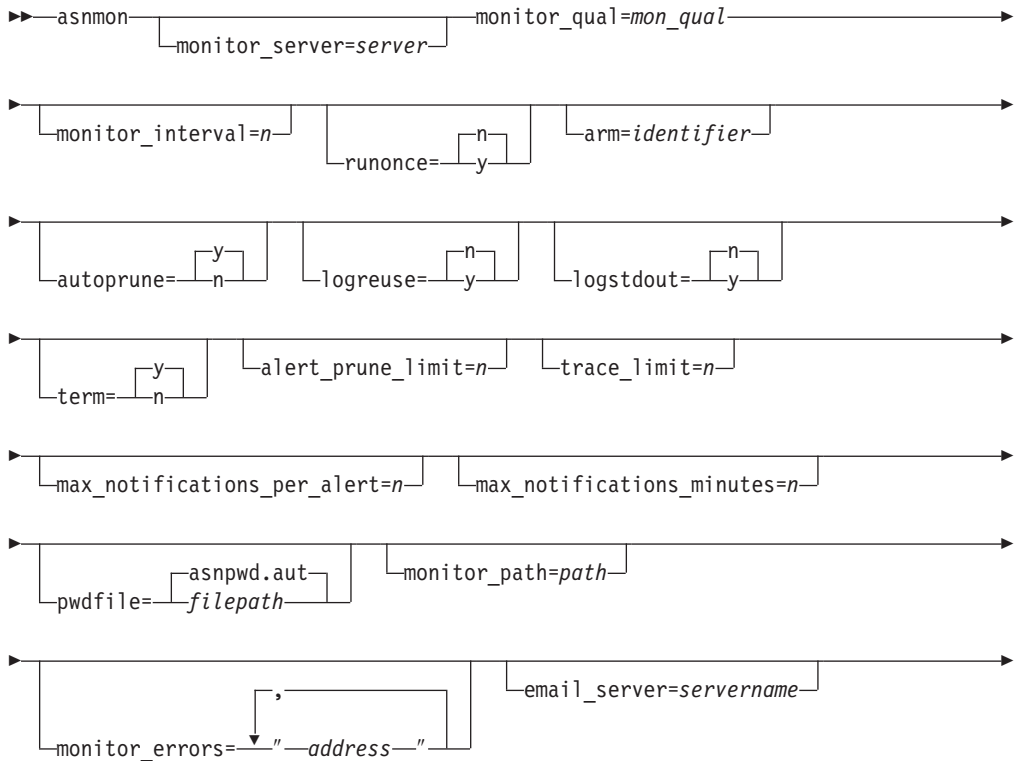 asnmon monitor_qual=mon_qual
monitor_server=server
monitor_interval=n
runonce= n
y
arm=identifier
autoprune= y
n
logreuse= n
y
logstdout= n
y
term= y
n
alert_prune_limit=n
trace_limit=n
max_notifications_per_alert=n
max_notifications_minutes=n
pwdfile= asnpwd.aut
filepath
monitor_path=path
,
monitor_errors= " address "
email_server=servername